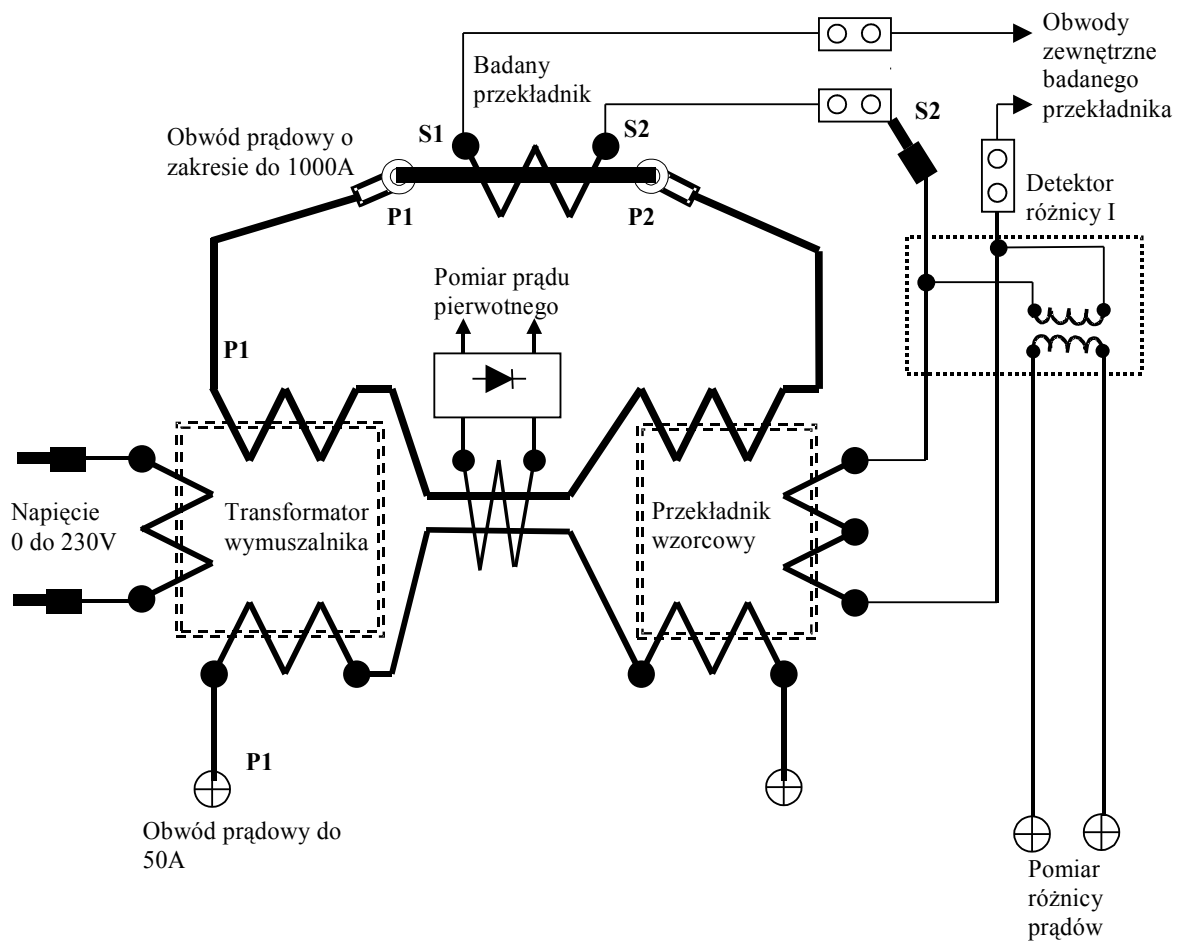 Obwody
zewnętrzne
badanego
przekładnika
Badany
przekładnik
S1
S2
S2
Obwód prądowy o
zakresie do 1000A
P1
P2
Detektor
różnicy I
Pomiar prądu
pierwotnego
P1
Napięcie
0 do 230V
Transformator
wymuszalnika
Przekładnik
wzorcowy
P1
Obwód prądowy do
50A
Pomiar
różnicy
prądów